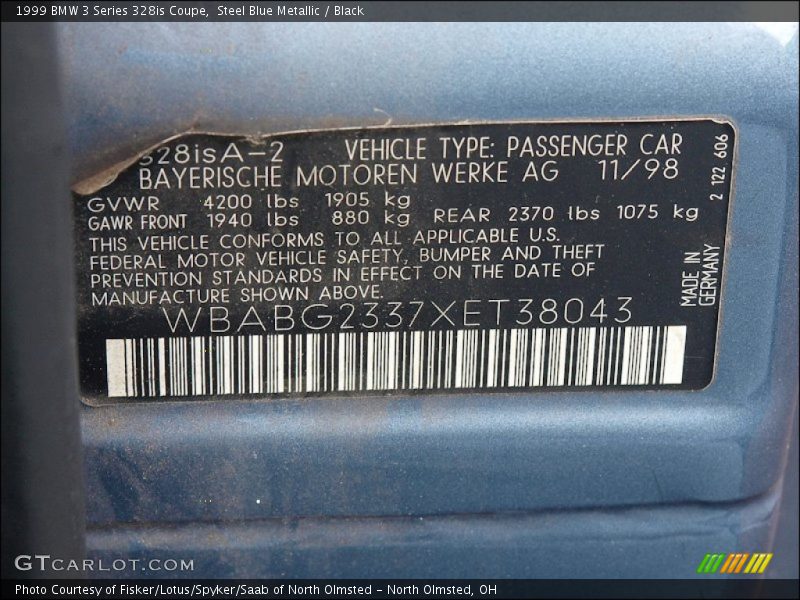 1999 BMW 3 Series 328is Coupe, Steel Blue Metallic / Black
328isA-2 VEHICLE TYPE: PASSENGER CAR
BAYERISCHE MOTOREN WERKE AG 11/98
GVWR 4200 lbs 1905 kg
GAWR FRONT 1940 lbs 880 kg REAR 2370 lbs 1075 kg
THIS VEHICLE CONFORMS TO ALL APPLICABLE U.S.
FEDERAL MOTOR VEHICLE SAFETY, BUMPER AND THEFT
PREVENTION STANDARDS IN EFFECT ON THE DATE OF
MANUFACTURE SHOWN ABOVE.
WBABG2337XET38043
2 122 606
MADE IN
GERMANY
GTCARLOT.COM
Photo Courtesy of Fisker/Lotus/Spyker/Saab of North Olmsted - North Olmsted, OH